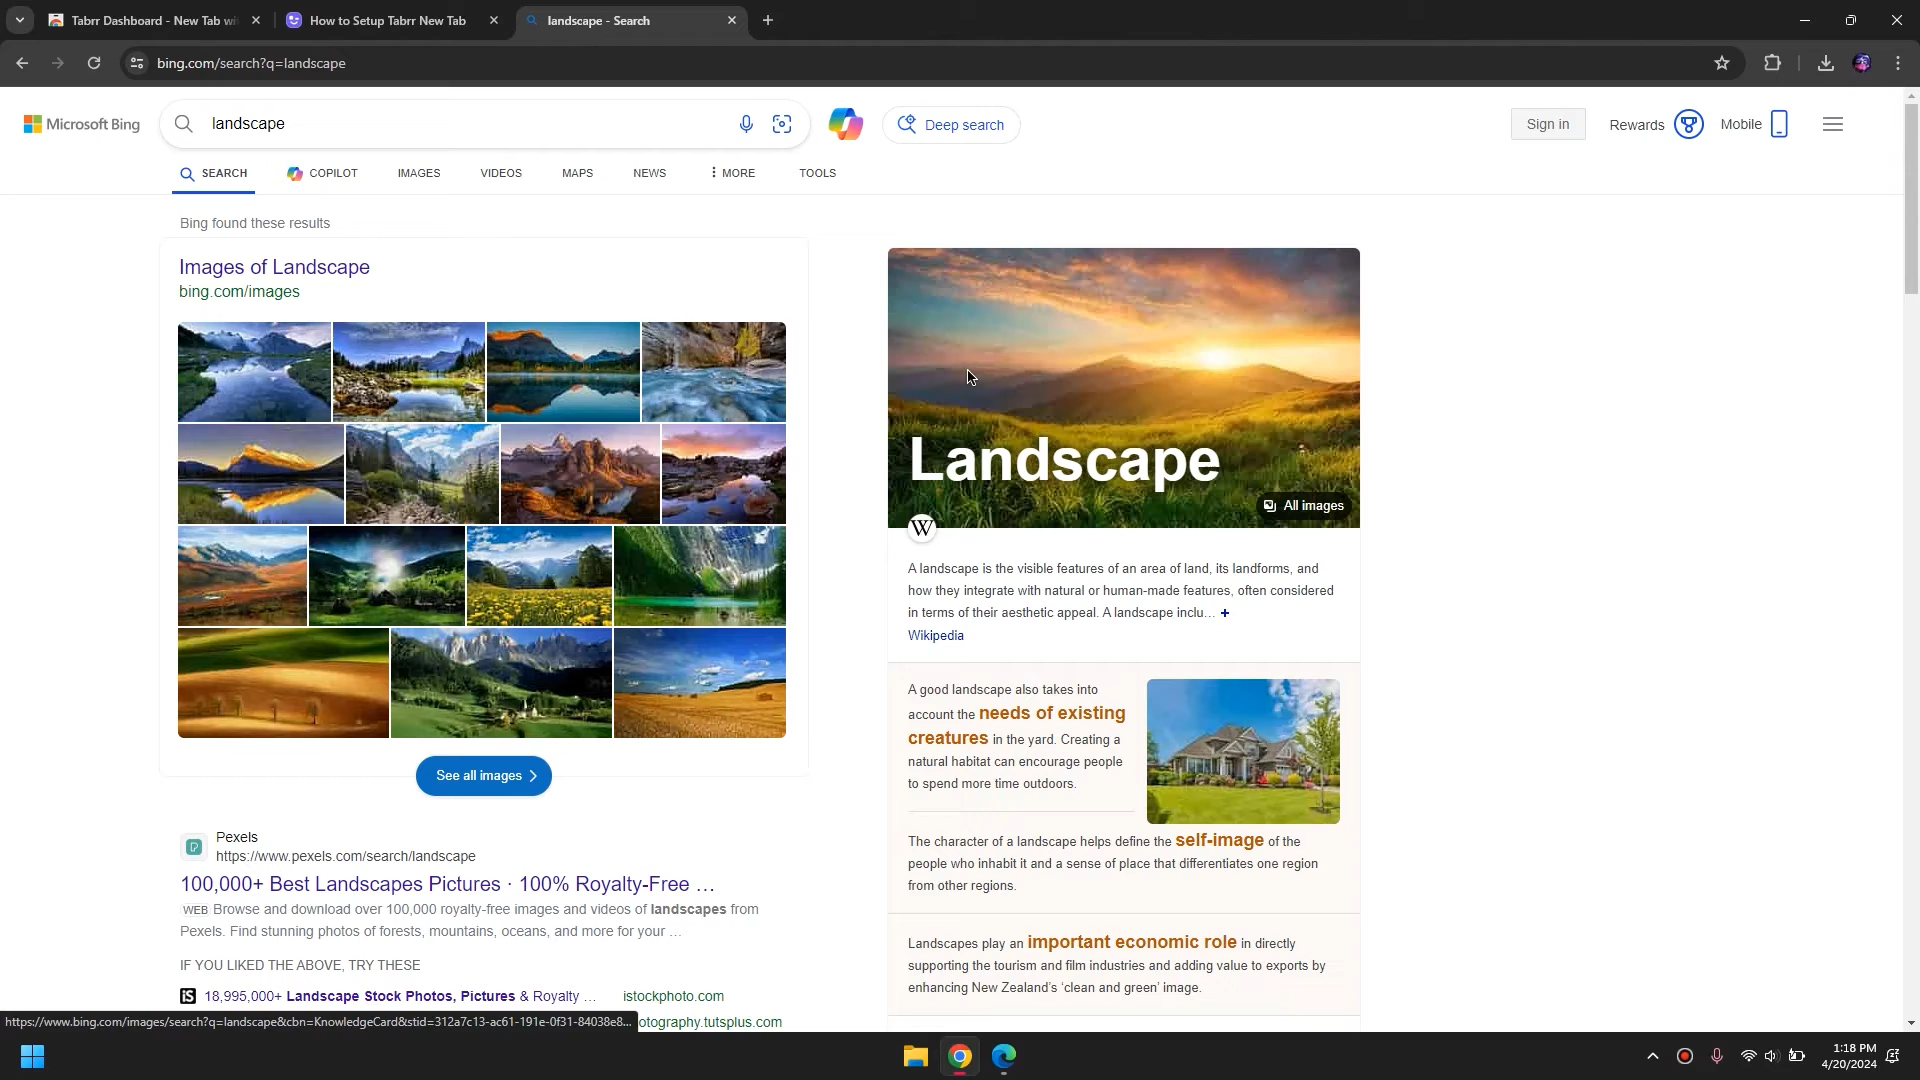 Tabrr Dashboard - New Tab wi
How to Setup Tabrr New Tab
landscape - Search
bing.com/search?q=landscape
Microsoft Bing
landscape
Deep search
Sign in
Rewards
Mobile
SEARCH
COPILOT
IMAGES
VIDEOS
MAPS
NEWS
MORE
TOOLS
Bing found these results
Images of Landscape
bing.com/images
See all images
Pexels
https://www.pexels.com/search/landscape
100,000+ Best Landscapes Pictures · 100% Royalty-Free …
WEB Browse and download over 100,000 royalty-free images and videos of landscapes from
Pexels. Find stunning photos of forests, mountains, oceans, and more for your …
IF YOU LIKED THE ABOVE, TRY THESE
iS 18,995,000+ Landscape Stock Photos, Pictures & Royalty … istockphoto.com
otography.tutsplus.com
Landscape
All images
W
A landscape is the visible features of an area of land, its landforms, and
how they integrate with natural or human-made features, often considered
in terms of their aesthetic appeal. A landscape inclu… +
Wikipedia
A good landscape also takes into
account the needs of existing
creatures in the yard. Creating a
natural habitat can encourage people
to spend more time outdoors.
The character of a landscape helps define the self-image of the
people who inhabit it and a sense of place that differentiates one region
from other regions.
Landscapes play an important economic role in directly
supporting the tourism and film industries and adding value to exports by
enhancing New Zealand's 'clean and green' image.
https://www.bing.com/images/search?q=landscape&cbn=KnowledgeCard&stid=312a7c13-ac61-191e-0f31-84038e8...
1:18 PM
4/20/2024